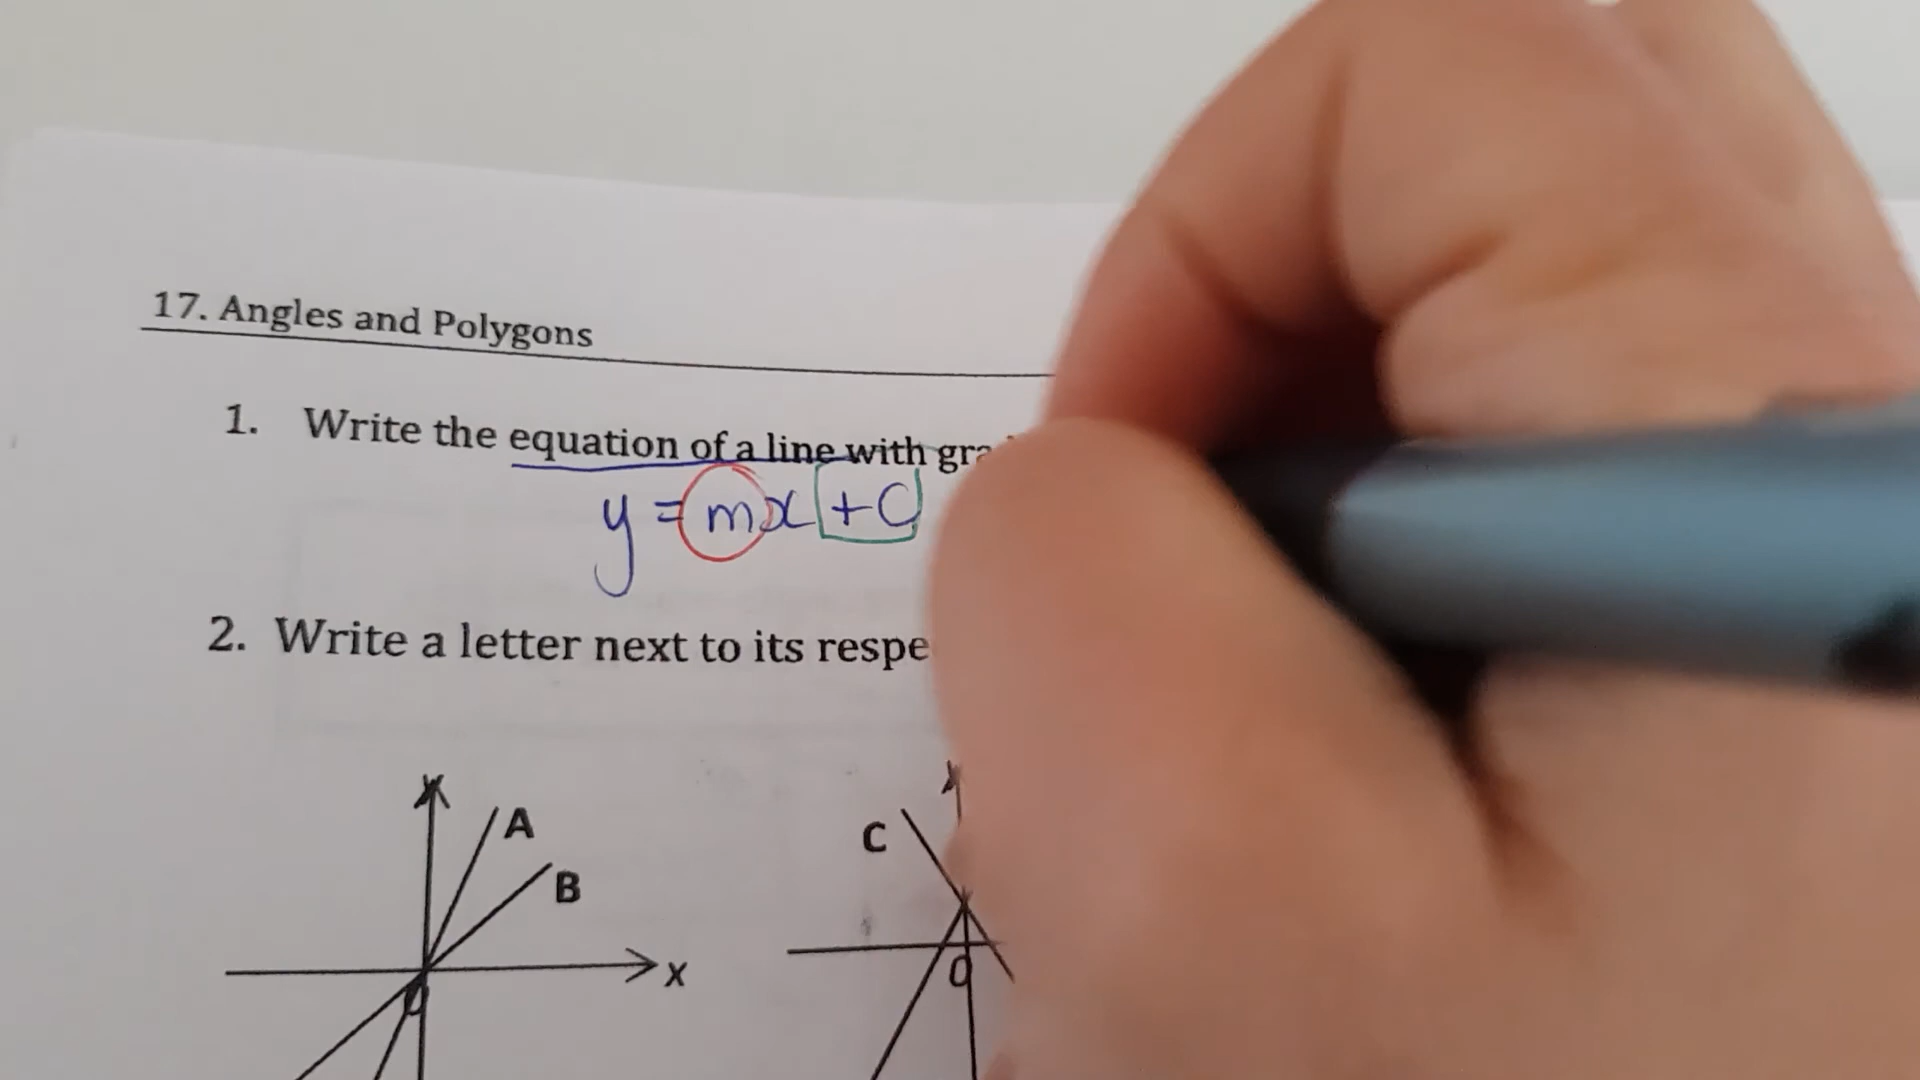 17. Angles and Polygons
1. Write the equation of a line with
y = mx + C
2. Write a letter next to its
A
B
C
x
O